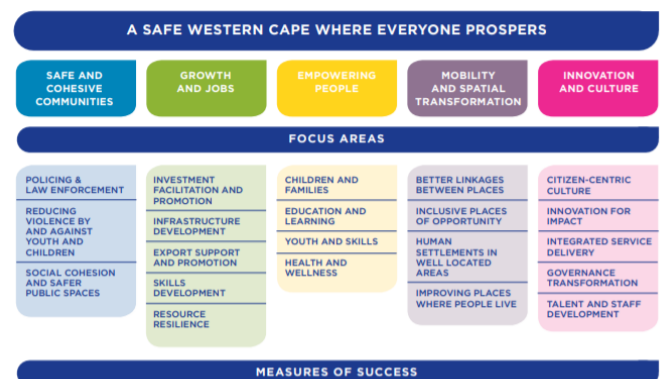 A SAFE WESTERN CAPE WHERE EVERYONE PROSPERS
SAFE AND
COHESIVE
COMMUNITIES
GROWTH
AND JOBS
EMPOWERING
PEOPLE
MOBILITY
AND SPATIAL
TRANSFORMATION
INNOVATION
AND CULTURE
FOCUS AREAS
POLICING &
LAW ENFORCEMENT
REDUCING
VIOLENCE BY
AND AGAINST
YOUTH AND
CHILDREN
SOCIAL COHESION
AND SAFER
PUBLIC SPACES
INVESTMENT
FACILITATION AND
PROMOTION
INFRASTRUCTURE
DEVELOPMENT
EXPORT SUPPORT
AND PROMOTION
SKILLS
DEVELOPMENT
RESOURCE
RESILIENCE
CHILDREN AND
FAMILIES
EDUCATION AND
LEARNING
YOUTH AND SKILLS
HEALTH AND
WELLNESS
BETTER LINKAGES
BETWEEN PLACES
INCLUSIVE PLACES
OF OPPORTUNITY
HUMAN
SETTLEMENTS IN
WELL LOCATED
AREAS
IMPROVING PLACES
WHERE PEOPLE LIVE
CITIZEN-CENTRIC
CULTURE
INNOVATION FOR
IMPACT
INTEGRATED SERVICE
DELIVERY
GOVERNANCE
TRANSFORMATION
TALENT AND STAFF
DEVELOPMENT
MEASURES OF SUCCESS